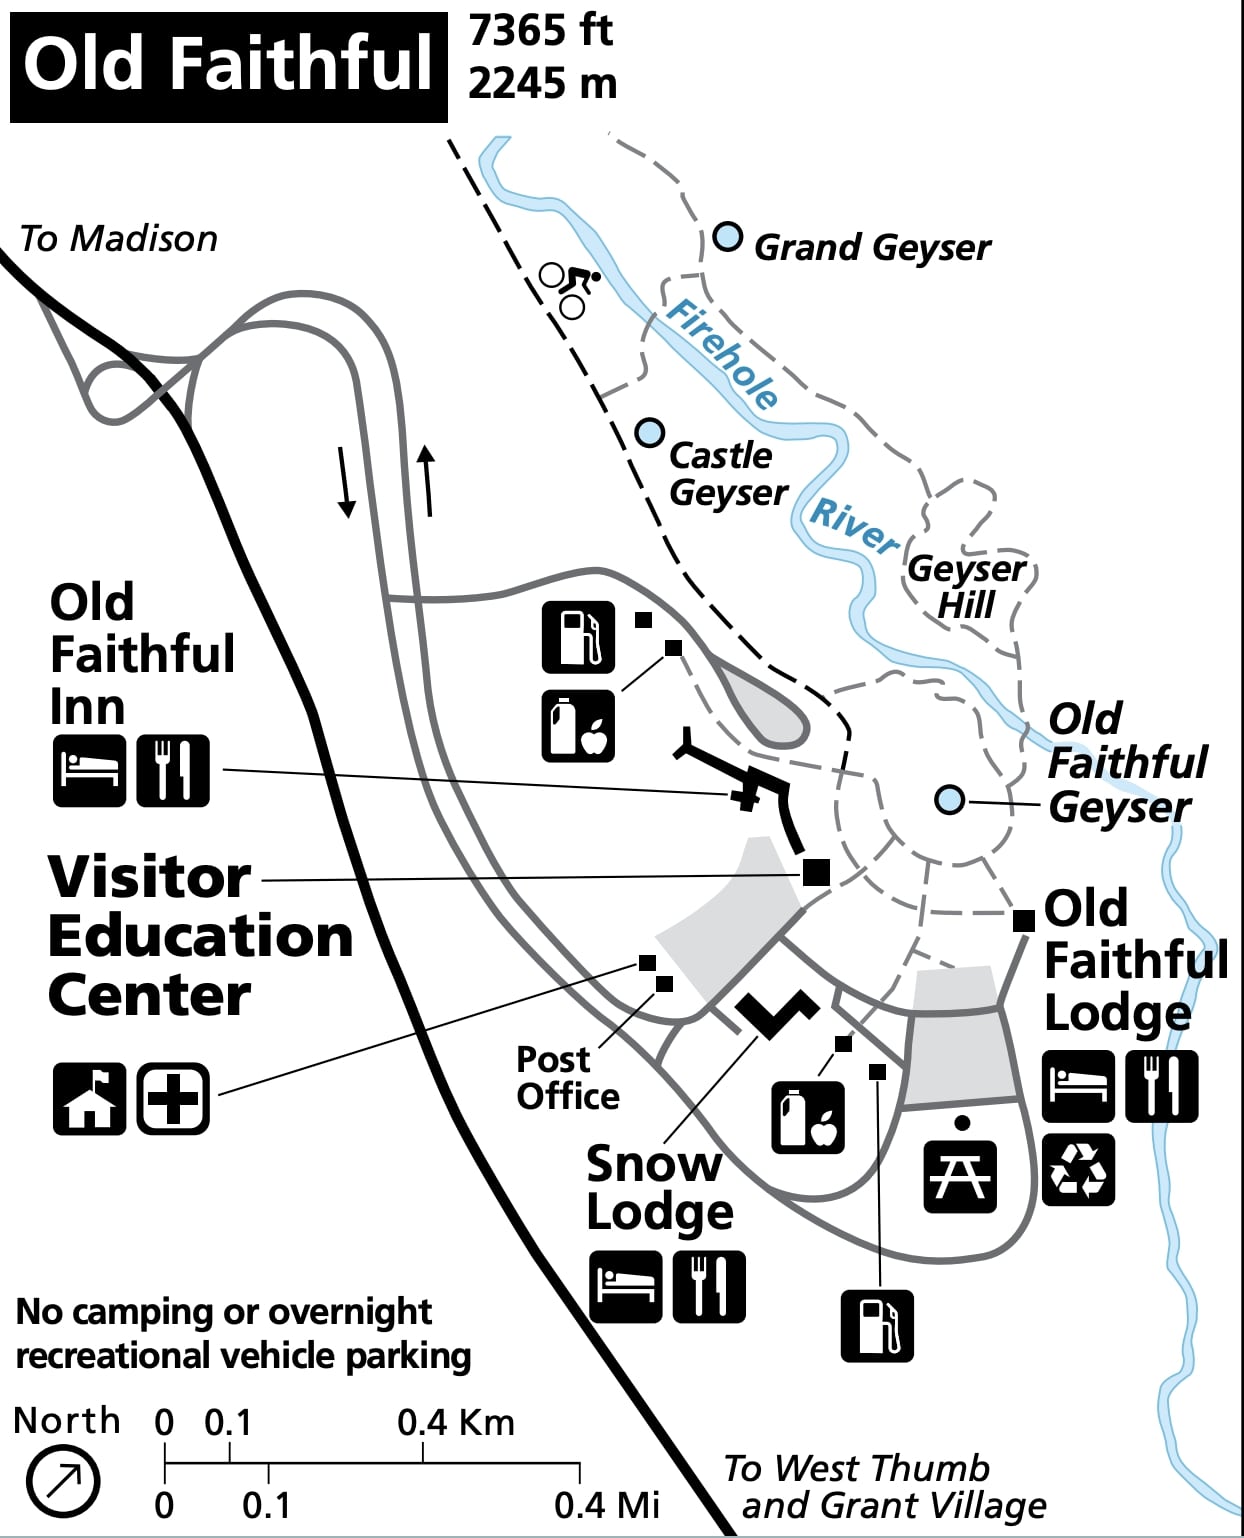 Old Faithful
7365 ft
2245 m
To Madison
Grand Geyser
Firehole
Castle
Geyser
River
Geyser
Hill
Old
Faithful
Inn
Old
Faithful
Geyser
Visitor
Education
Center
Old
Faithful
Lodge
Post
Office
Snow
Lodge
No camping or overnight
recreational vehicle parking
North
0 0.1 0.4 Km
0 0.1 0.4 Mi
To West Thumb
and Grant Village